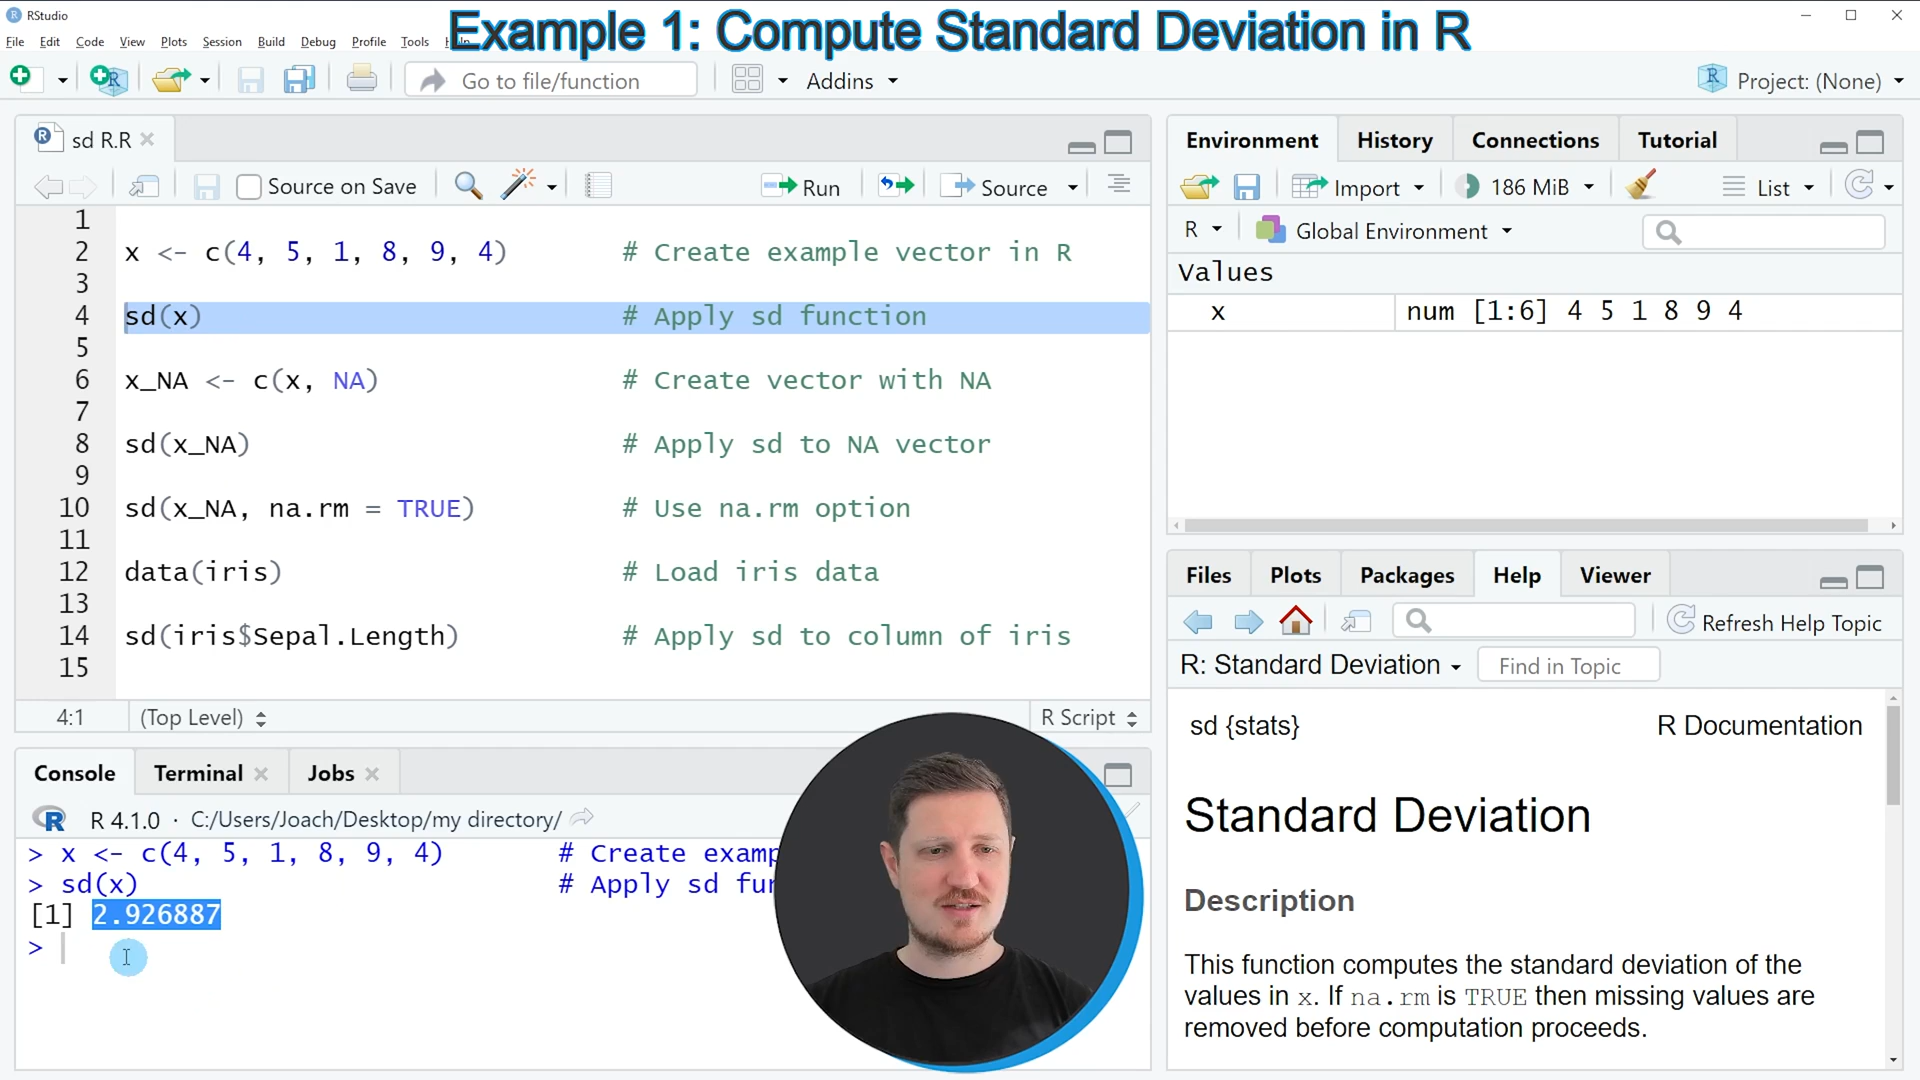 RStudio
Example 1: Compute Standard Deviation in R
File Edit Code View Plots Session Build Debug Profile Tools
Go to file/function
Addins
Project: (None)
sd R.R
Source on Save
Run
Source
1
2 x <- c(4, 5, 1, 8, 9, 4) # Create example vector in R
3
4 sd(x) # Apply sd function
5
6 x_NA <- c(x, NA) # Create vector with NA
7
8 sd(x_NA) # Apply sd to NA vector
9
10 sd(x_NA, na.rm = TRUE) # Use na.rm option
11
12 data(iris) # Load iris data
13
14 sd(iris$Sepal.Length) # Apply sd to column of iris
15
4:1 (Top Level) R Script
Console Terminal Jobs
R 4.1.0 · C:/Users/Joach/Desktop/my directory/
> x <- c(4, 5, 1, 8, 9, 4) # Create examp
> sd(x) # Apply sd fun
[1] 2.926887
>
Environment History Connections Tutorial
Import 186 MiB List
R Global Environment
Values
x num [1:6] 4 5 1 8 9 4
Files Plots Packages Help Viewer
Refresh Help Topic
R: Standard Deviation Find in Topic
sd {stats} R Documentation
Standard Deviation
Description
This function computes the standard deviation of the
values in x. If na.rm is TRUE then missing values are
removed before computation proceeds.